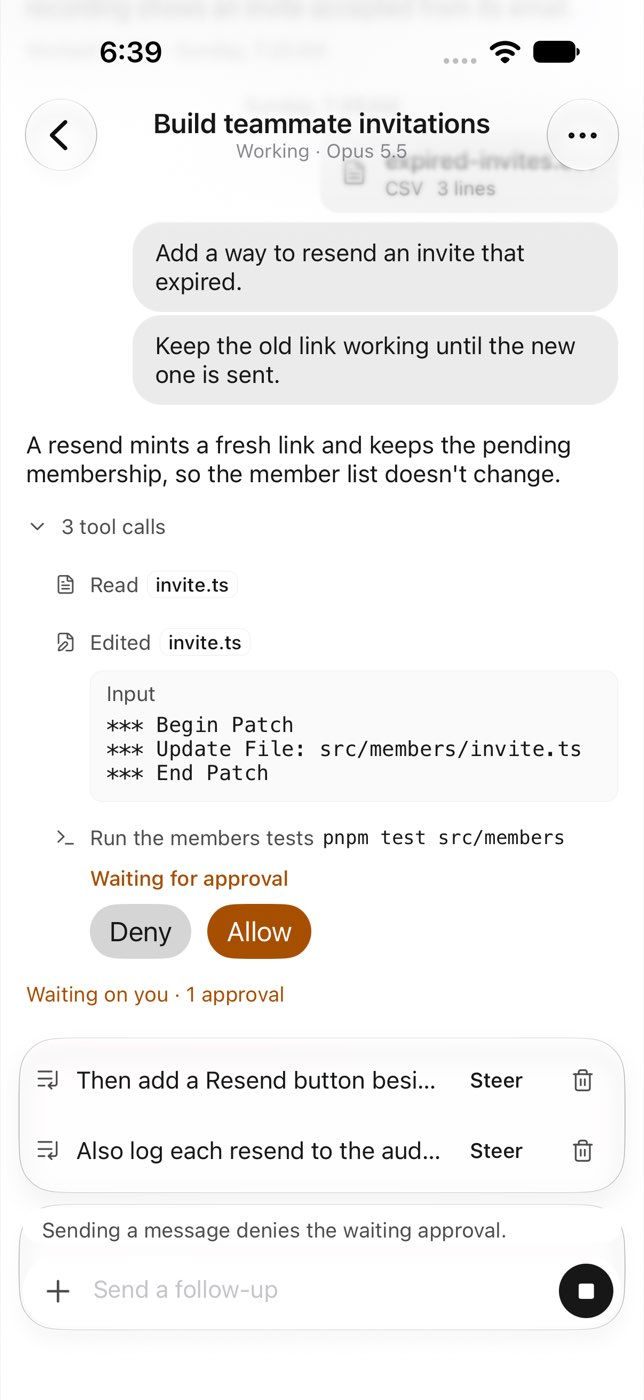 6:39
Build teammate invitations
Working · Opus 5.5
expired-invites.
CSV 3 lines
Add a way to resend an invite that
expired.
Keep the old link working until the new
one is sent.
A resend mints a fresh link and keeps the pending
membership, so the member list doesn't change.
3 tool calls
Read invite.ts
Edited invite.ts
Input
*** Begin Patch
*** Update File: src/members/invite.ts
*** End Patch
Run the members tests pnpm test src/members
Waiting for approval
Deny Allow
Waiting on you · 1 approval
Then add a Resend button besi... Steer
Also log each resend to the aud... Steer
Sending a message denies the waiting approval.
Send a follow-up